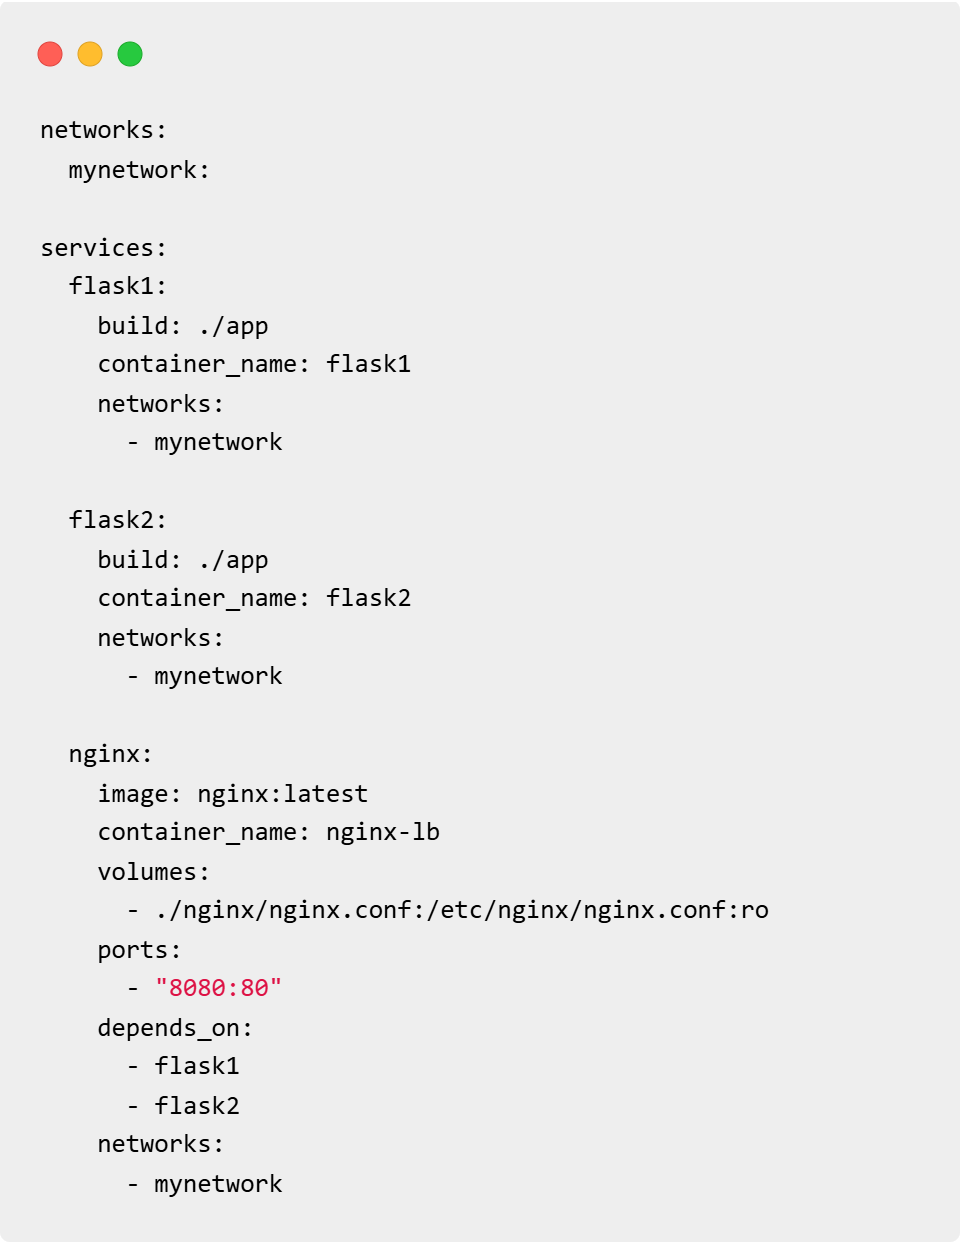 networks:
  mynetwork:

services:
  flask1:
    build: ./app
    container_name: flask1
    networks:
      - mynetwork

  flask2:
    build: ./app
    container_name: flask2
    networks:
      - mynetwork

  nginx:
    image: nginx:latest
    container_name: nginx-lb
    volumes:
      - ./nginx/nginx.conf:/etc/nginx/nginx.conf:ro
    ports:
      - "8080:80"
    depends_on:
      - flask1
      - flask2
    networks:
      - mynetwork